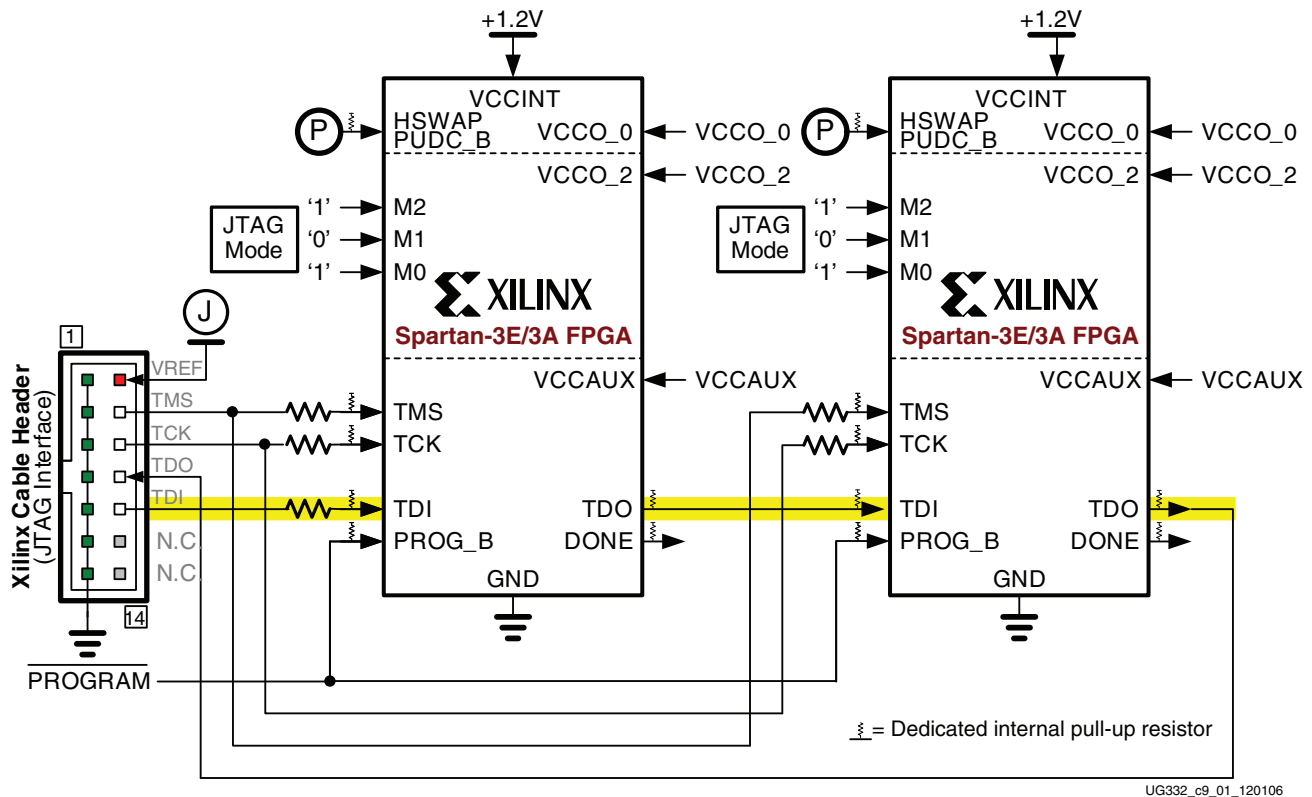 +1.2V
+1.2V
VCCINT
VCCINT
P
HSWAP
PUDC_B
VCCO_0
VCCO_0
P
HSWAP
PUDC_B
VCCO_0
VCCO_0
VCCO_2
VCCO_2
VCCO_2
VCCO_2
JTAG
Mode
‘1’
M2
‘0’
M1
‘1’
M0
JTAG
Mode
‘1’
M2
‘0’
M1
‘1’
M0
XILINX
Spartan-3E/3A FPGA
XILINX
Spartan-3E/3A FPGA
J
1
Xilinx Cable Header
(JTAG Interface)
VREF
TMS
TCK
TDO
TDI
N.C.
N.C.
14
VCCAUX
VCCAUX
TMS
TCK
TDI
TDO
PROG_B
DONE
GND
VCCAUX
VCCAUX
TMS
TCK
TDI
TDO
PROG_B
DONE
GND
PROGRAM
= Dedicated internal pull-up resistor
UG332_c9_01_120106